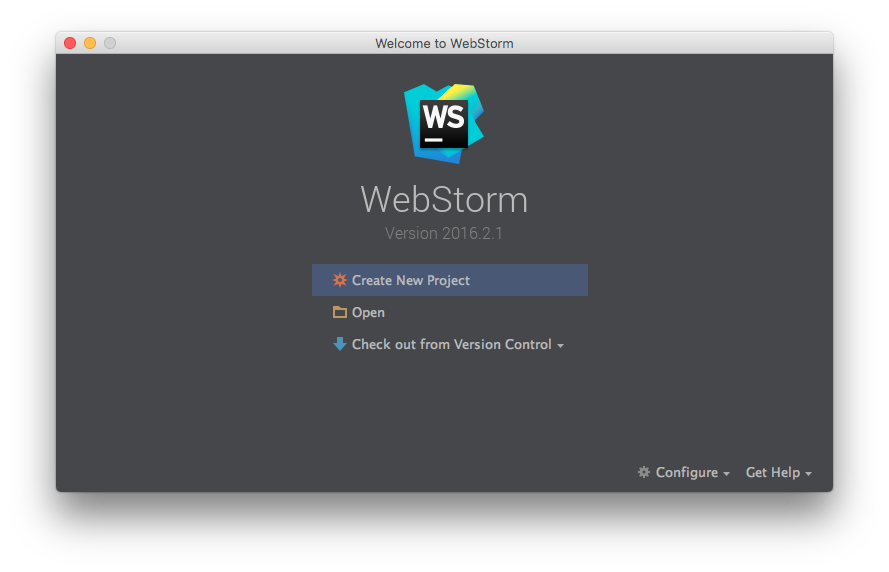 Welcome to WebStorm
WS
WebStorm
Version 2016.2.1
Create New Project
Open
Check out from Version Control
Configure
Get Help